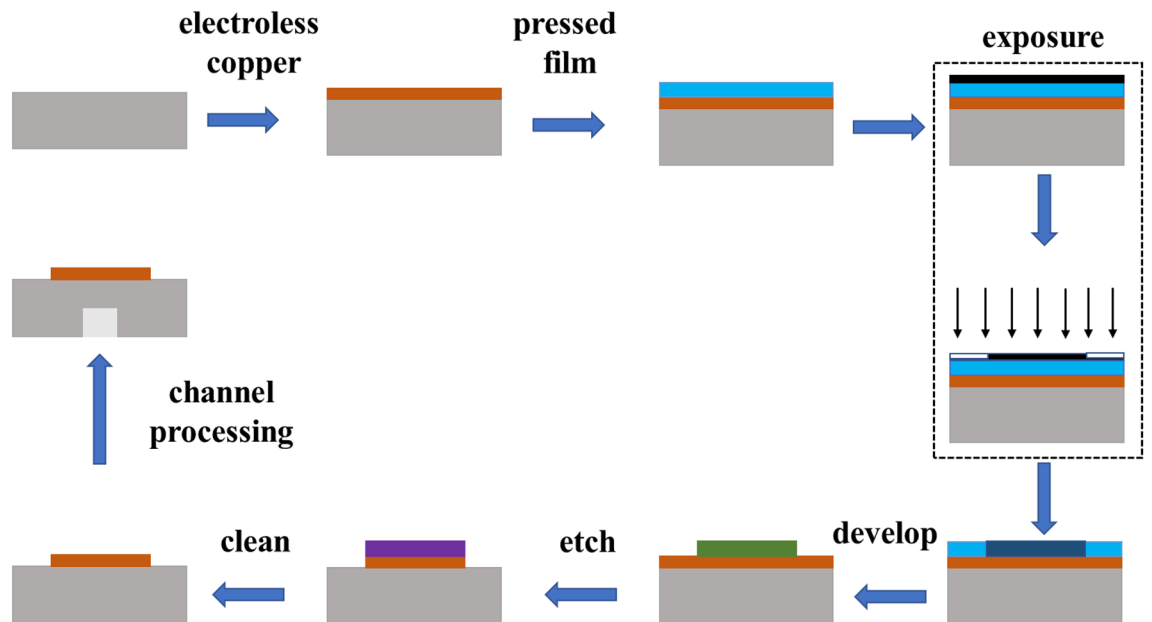 electroless
copper
pressed
film
exposure
channel
processing
clean
etch
develop